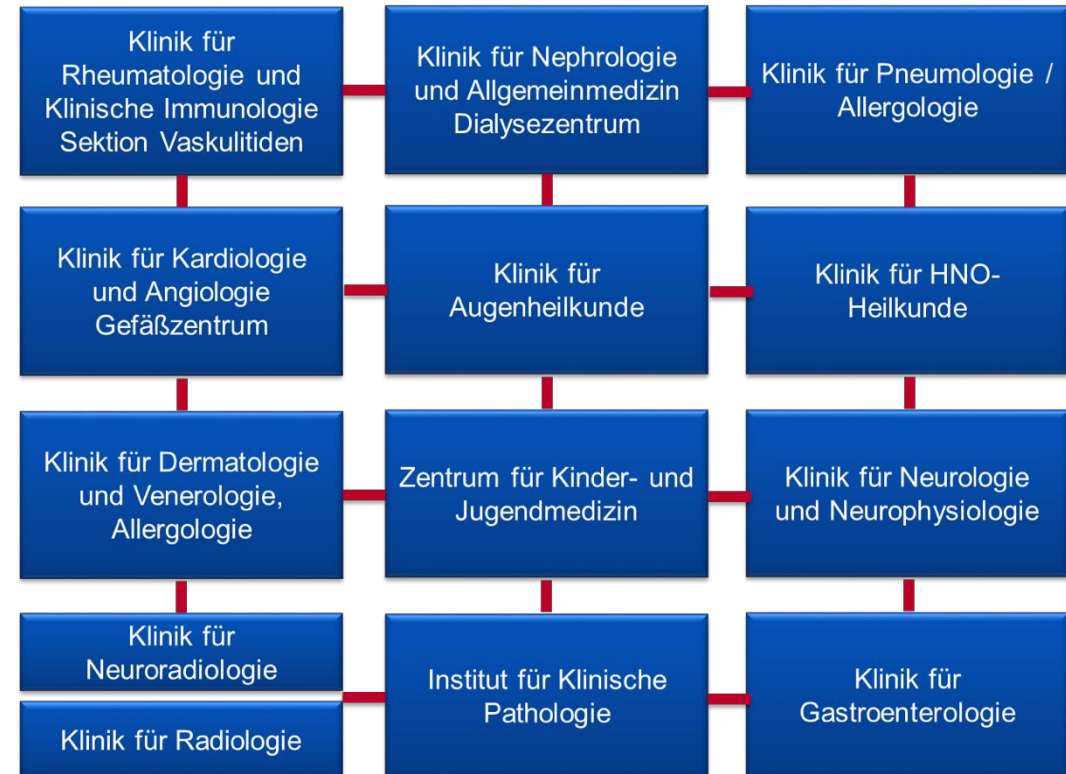 Klinik für
Rheumatologie und
Klinische Immunologie
Sektion Vaskulitiden
Klinik für Nephrologie
und Allgemeinmedizin
Dialysezentrum
Klinik für Pneumologie /
Allergologie
Klinik für Kardiologie
und Angiologie
Gefäßzentrum
Klinik für
Augenheilkunde
Klinik für HNO-
Heilkunde
Klinik für Dermatologie
und Venerologie,
Allergologie
Zentrum für Kinder- und
Jugendmedizin
Klinik für Neurologie
und Neurophysiologie
Klinik für
Neuroradiologie
Klinik für Radiologie
Institut für Klinische
Pathologie
Klinik für
Gastroenterologie